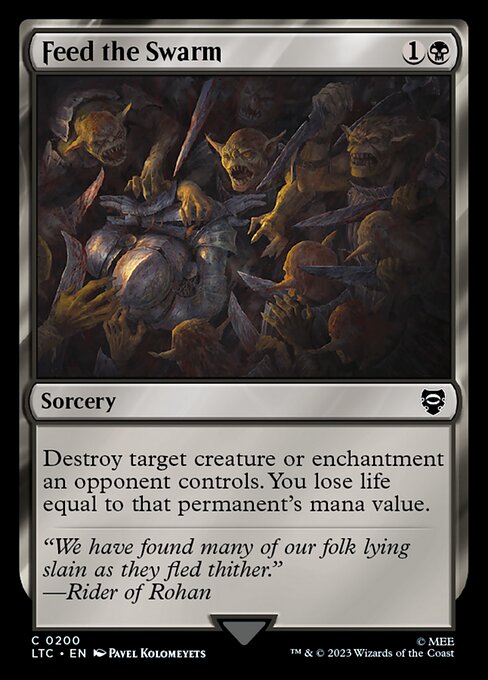 Feed the Swarm 1
Sorcery
Destroy target creature or enchantment
an opponent controls. You lose life
equal to that permanent's mana value.
"We have found many of our folk lying
slain as they fled thither."
—Rider of Rohan
C 0200
LTC • EN Pavel Kolomeyets
© MEE
™ & © 2023 Wizards of the Coast